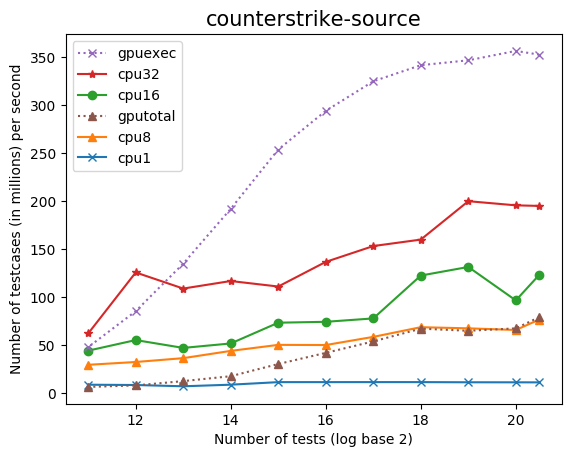 counterstrike-source
Number of testcases (in millions) per second
350
300
250
200
150
100
50
0
gpuexec
cpu32
cpu16
gputotal
cpu8
cpu1
12
14
16
18
20
Number of tests (log base 2)